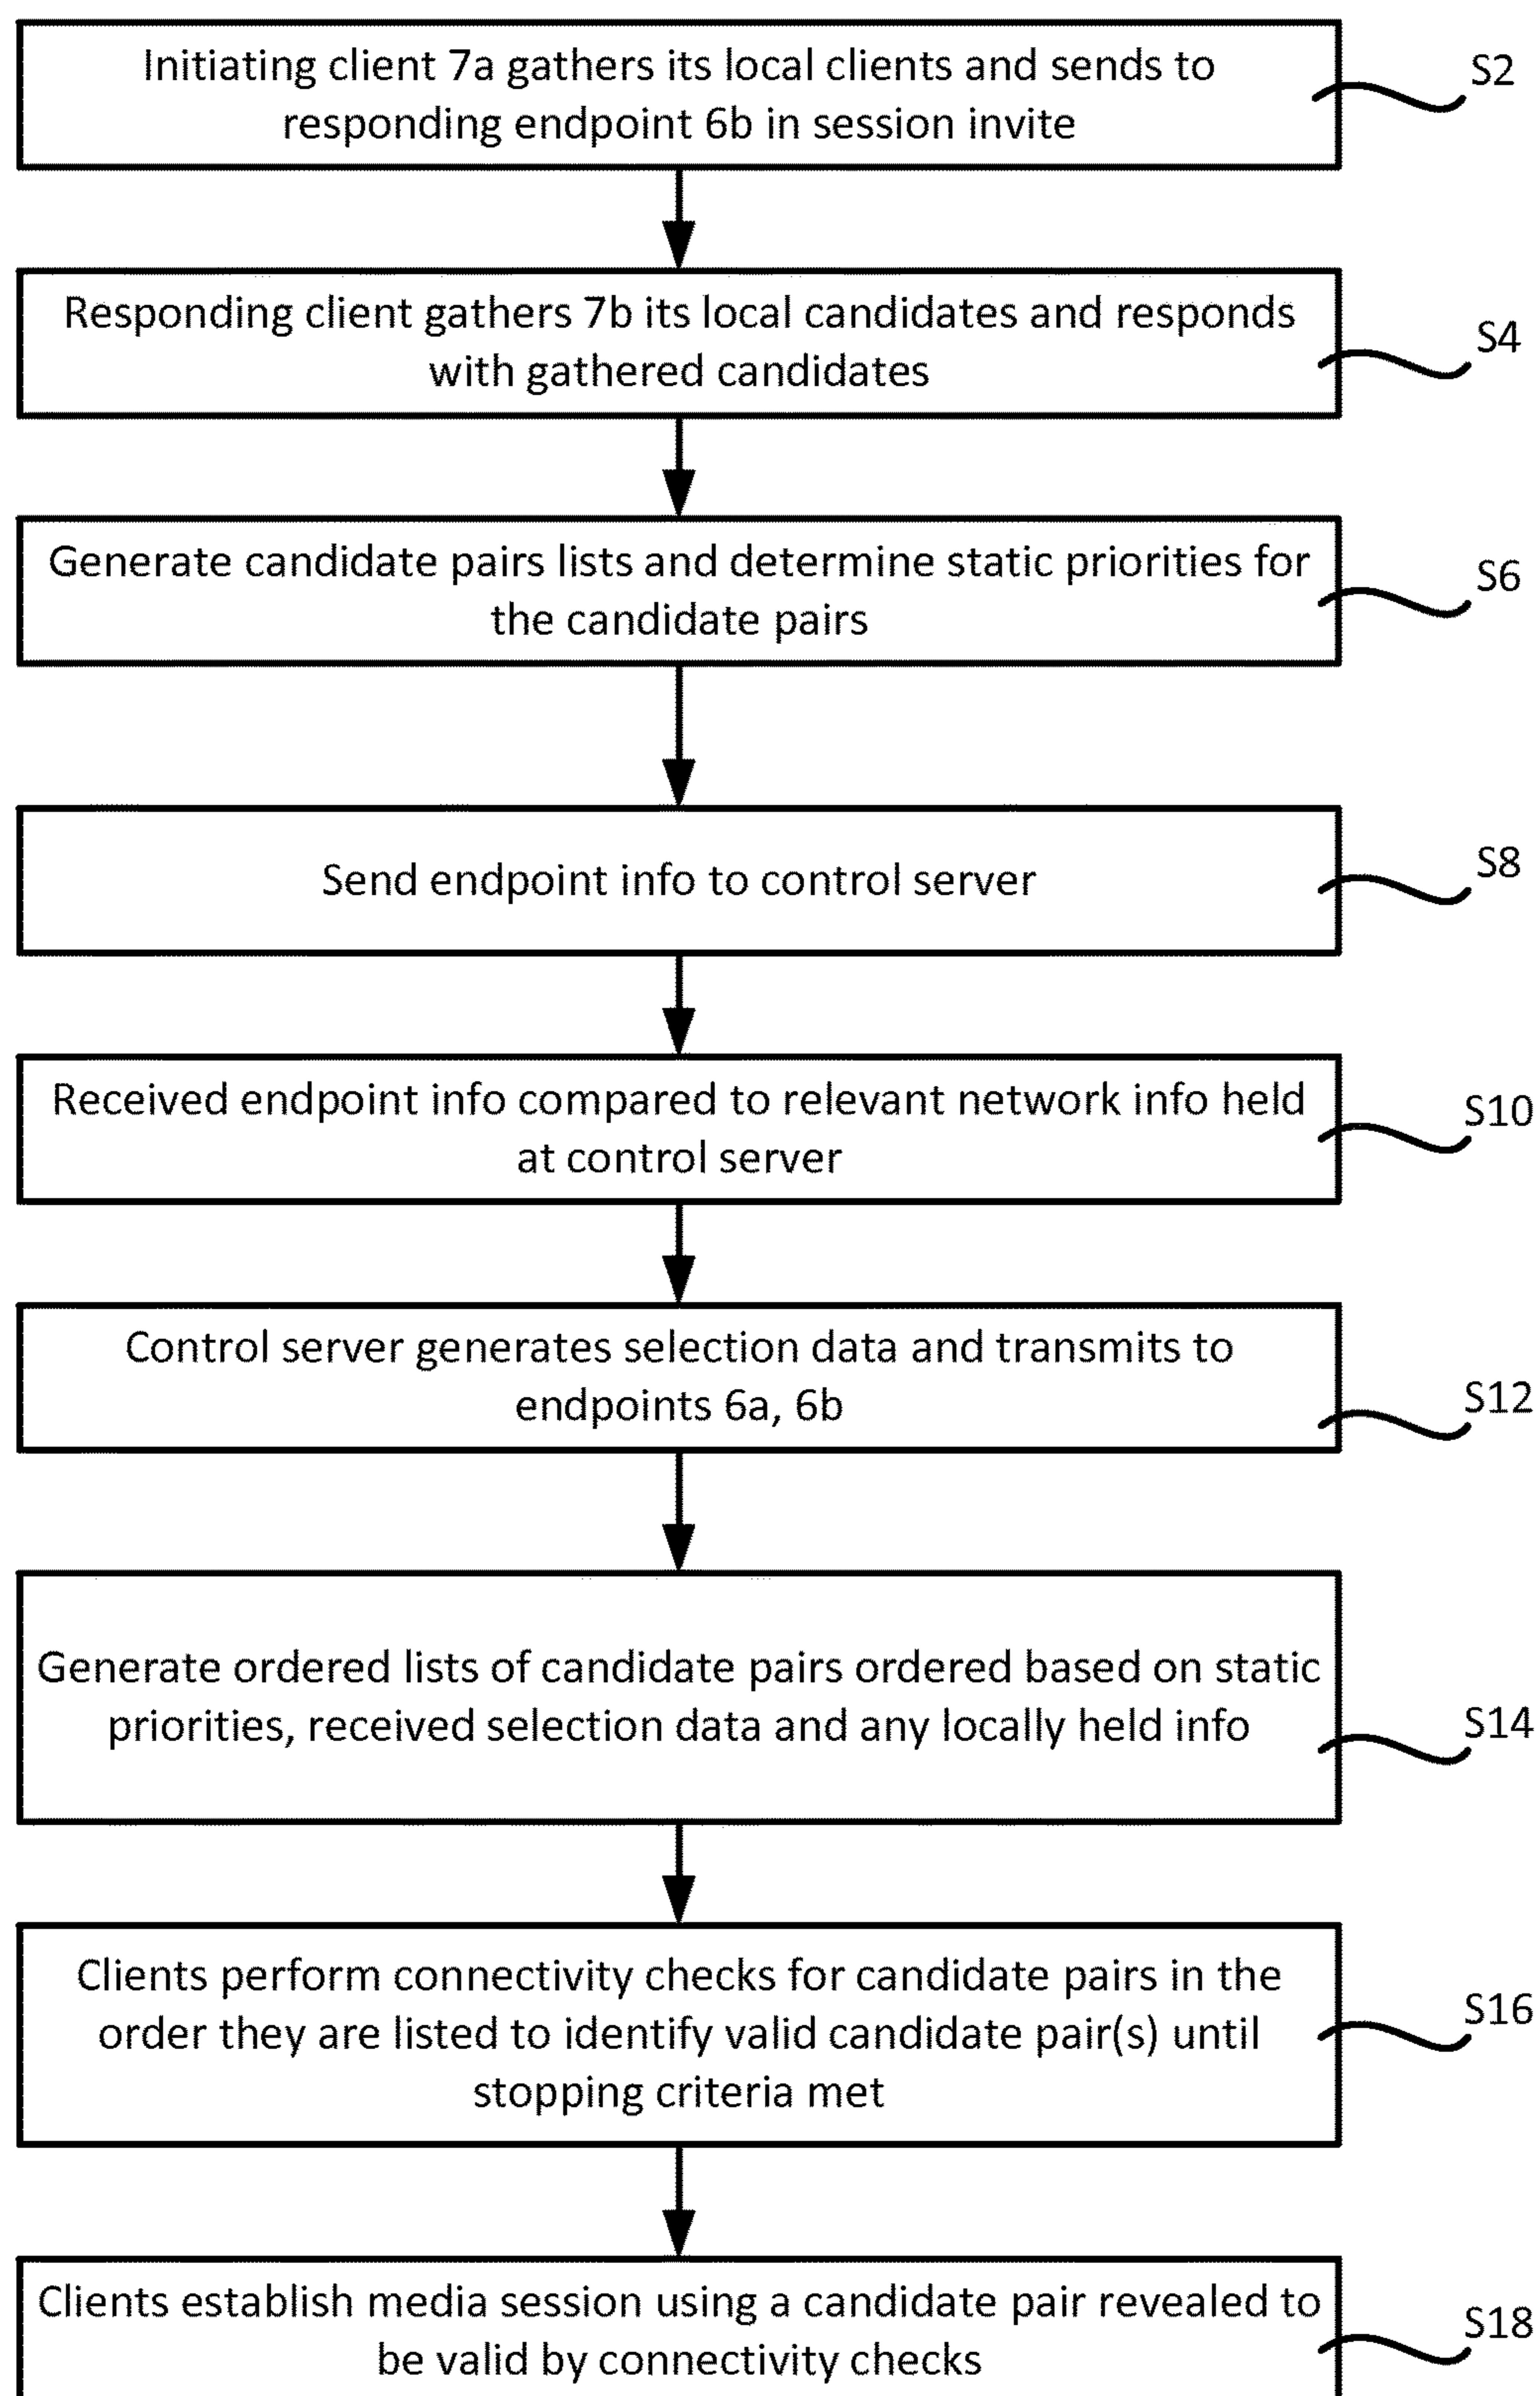 Initiating client 7a gathers its local clients and sends to
responding endpoint 6b in session invite
S2
Responding client gathers 7b its local candidates and responds
with gathered candidates
S4
Generate candidate pairs lists and determine static priorities for
the candidate pairs
S6
Send endpoint info to control server
S8
Received endpoint info compared to relevant network info held
at control server
S10
Control server generates selection data and transmits to
endpoints 6a, 6b
S12
Generate ordered lists of candidate pairs ordered based on static
priorities, received selection data and any locally held info
S14
Clients perform connectivity checks for candidate pairs in the
order they are listed to identify valid candidate pair(s) until
stopping criteria met
S16
Clients establish media session using a candidate pair revealed to
be valid by connectivity checks
S18